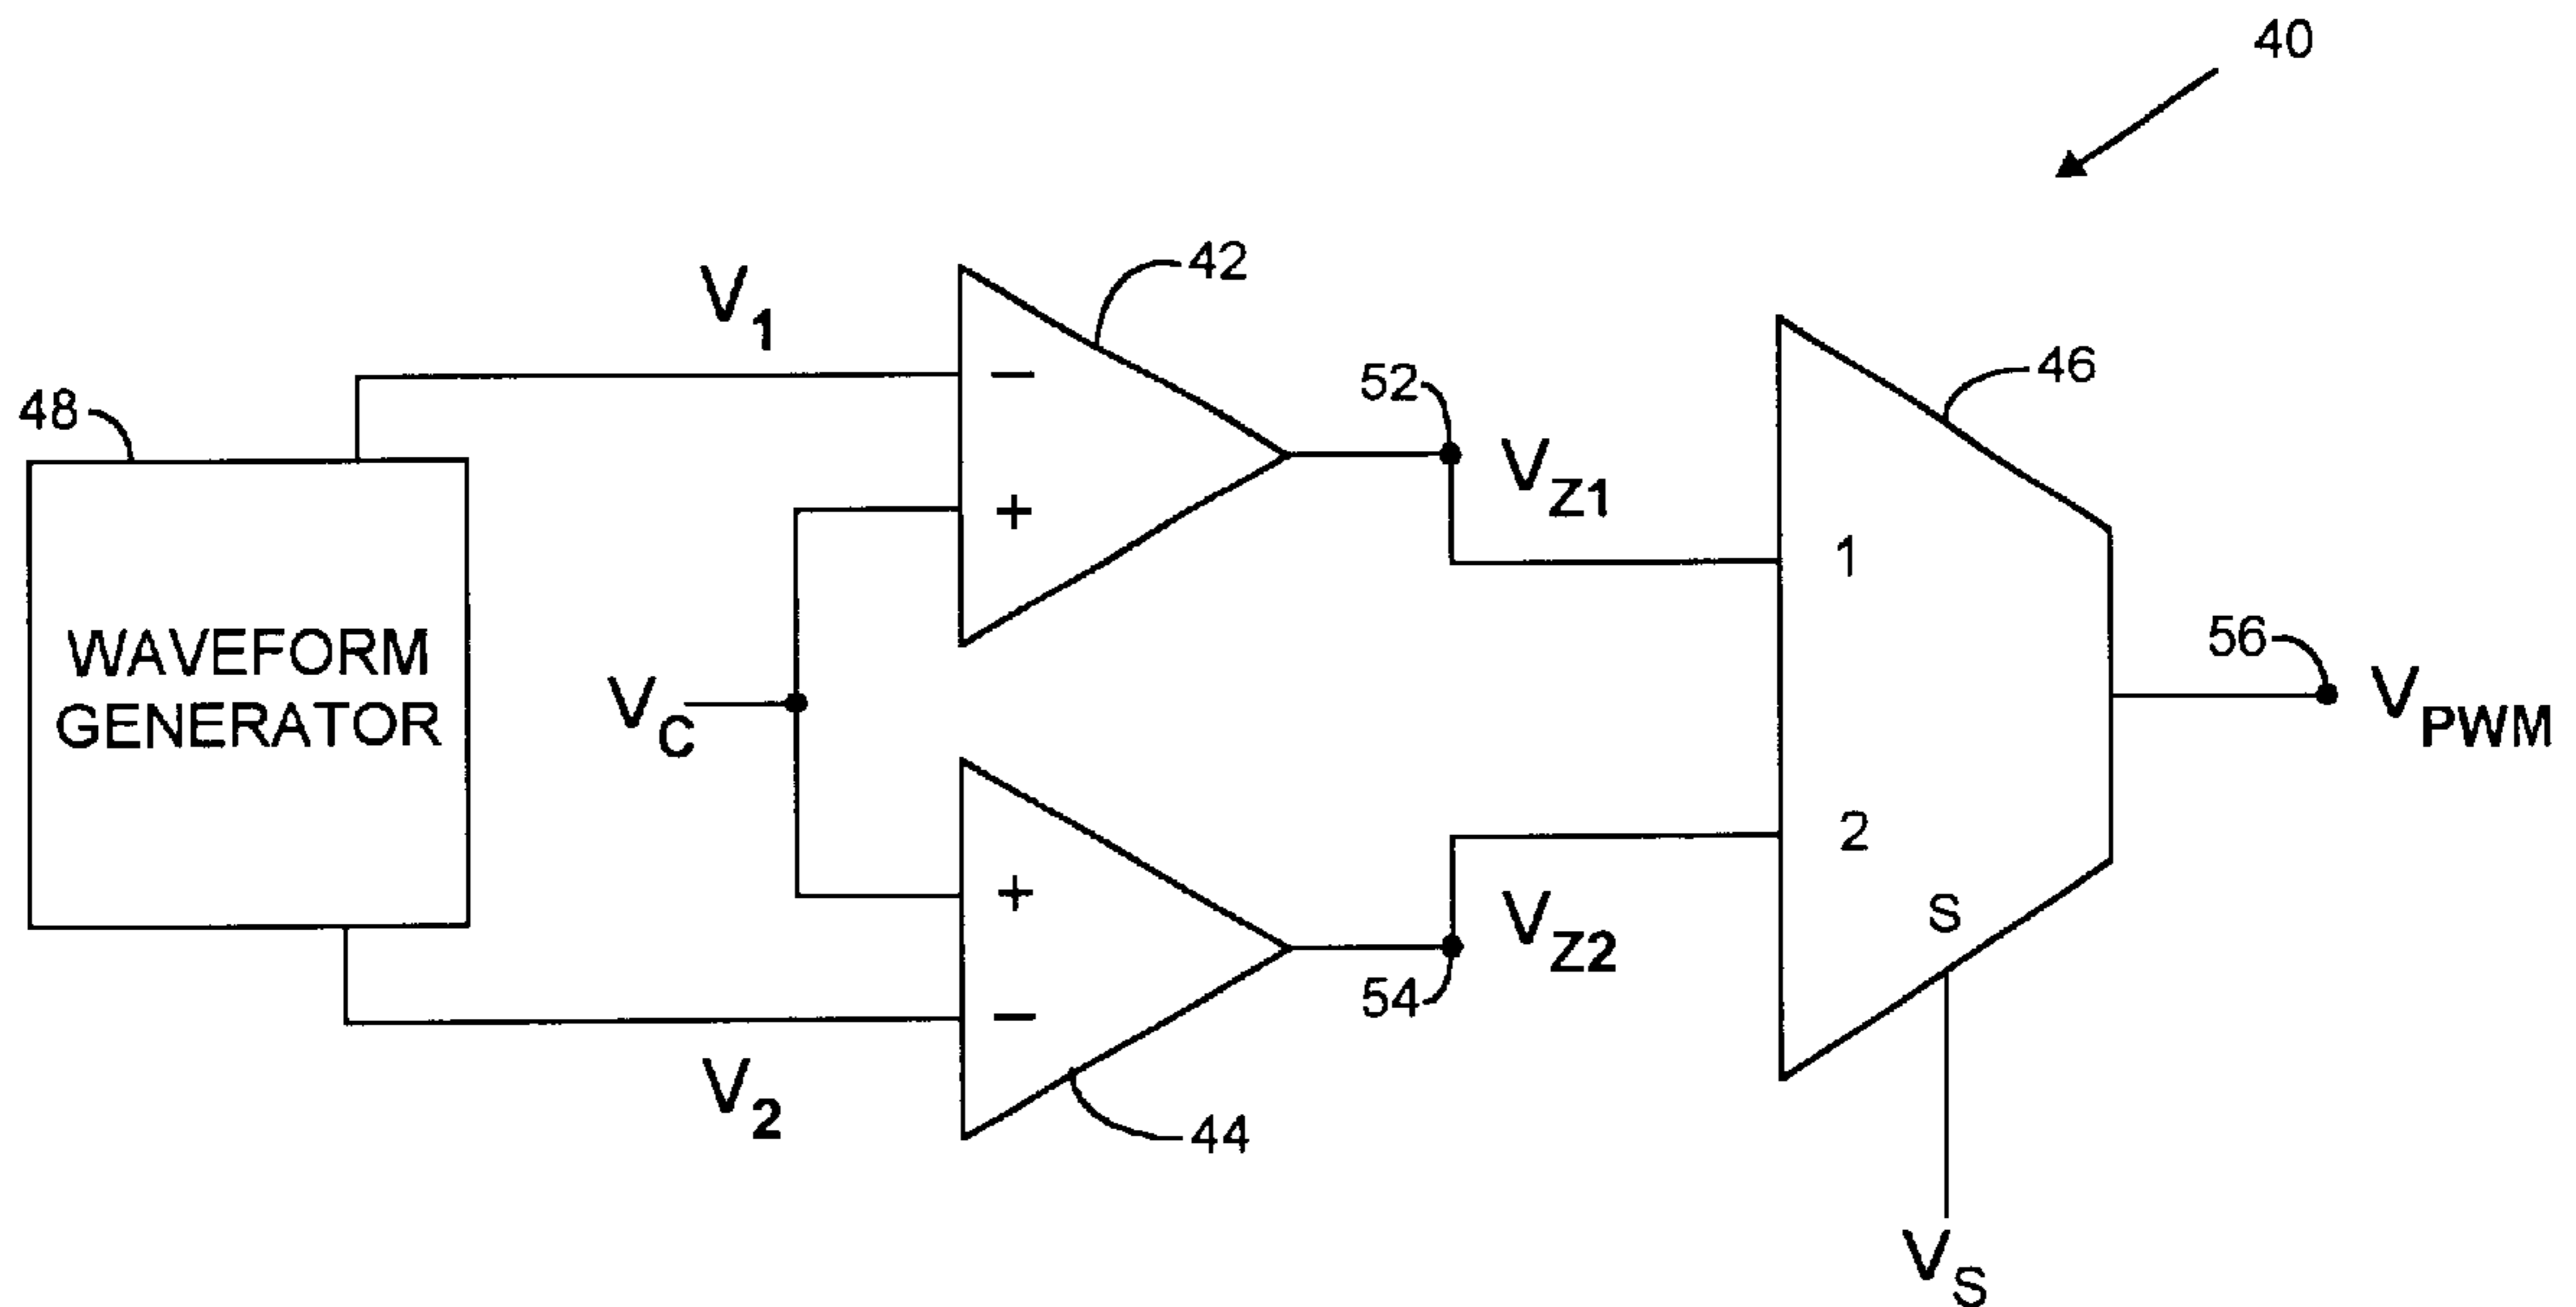 40
42
V1
46
52
48
VZ1
−
+
1
WAVEFORM
GENERATOR
VC
56
VPWM
2
+
S
VZ2
54
−
V2
44
VS